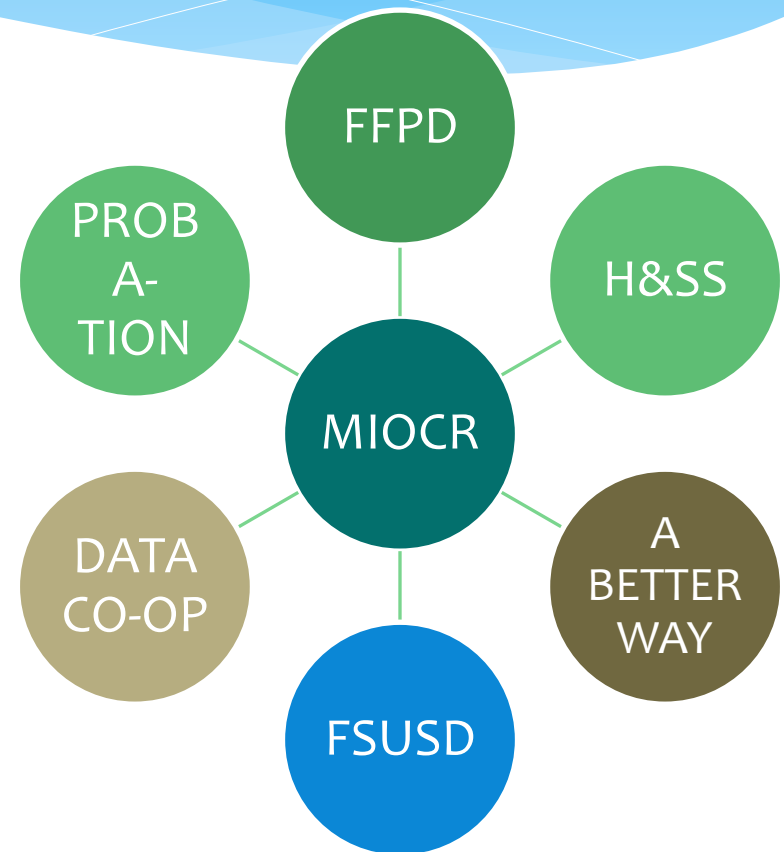 FFPD
PROB
A-
TION
H&SS
MIOCR
DATA
CO-OP
A
BETTER
WAY
FSUSD